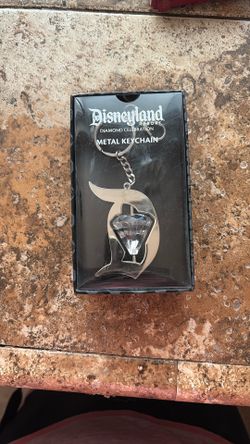 Disneyland
RESORT
DIAMOND CELEBRATION
METAL KEYCHAIN
D